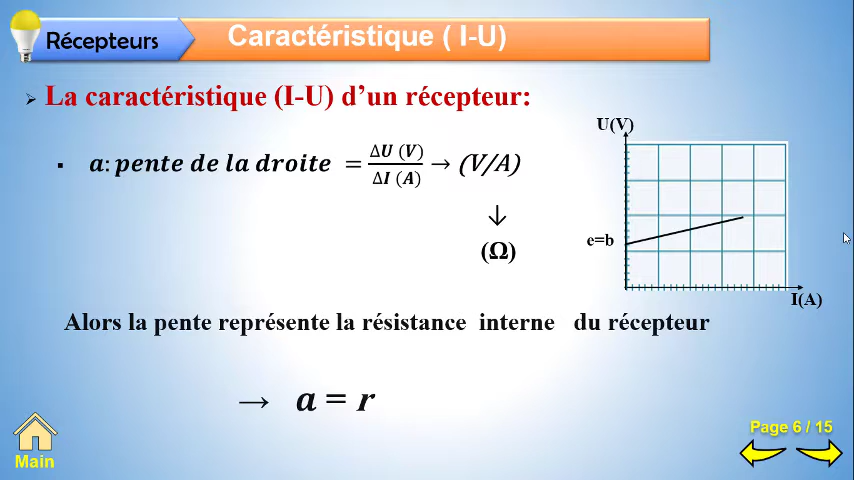 Récepteurs
Caractéristique ( I-U)
➢ La caractéristique (I-U) d’un récepteur:
▪ a: pente de la droite = ΔU (V) / ΔI (A) → (V/A)
↓
(Ω)
U(V)
e=b
I(A)
Alors la pente représente la résistance interne du récepteur
→ a = r
Main
Page 6 / 15